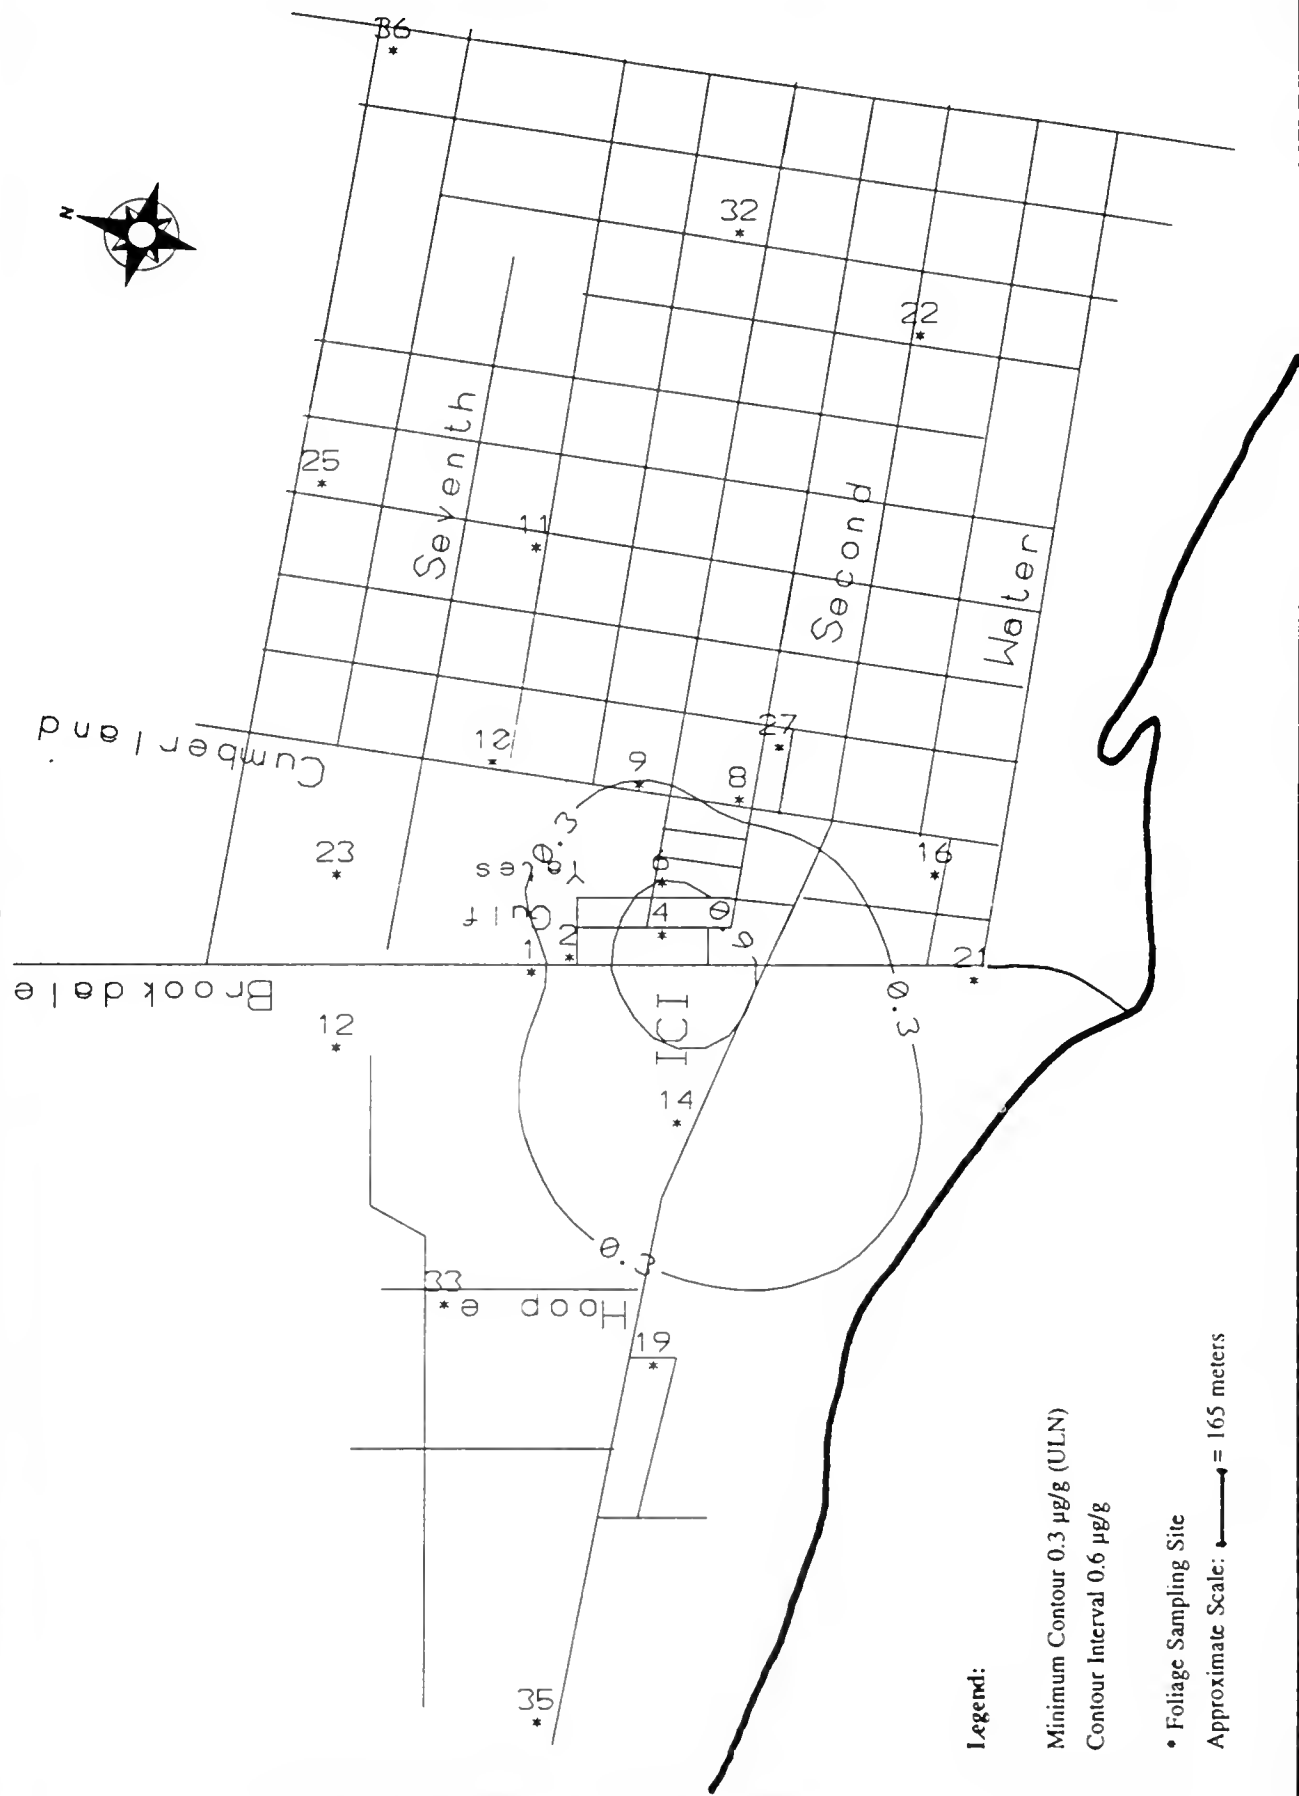 N
36
32
22
25
Seventh
11
Second
Water
Cumberland
12
27
9
8
0.3
23
Yates
6
16
Gulf
4
0.9
2
1
21
Brookdale
0.3
12
ICI
14
0.3
33
Hoope
19
35
Legend:
Minimum Contour 0.3 µg/g (ULN)
Contour Interval 0.6 µg/g
* Foliage Sampling Site
Approximate Scale: = 165 meters